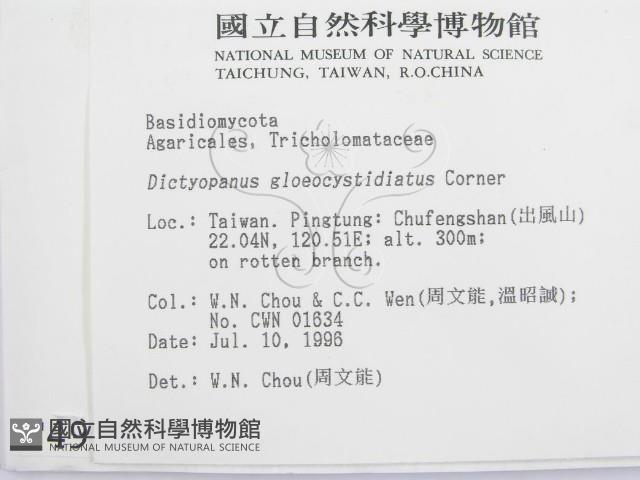 國立自然科學博物館
NATIONAL MUSEUM OF NATURAL SCIENCE
TAICHUNG, TAIWAN, R.O.CHINA
Basidiomycota
Agaricales, Tricholomataceae
Dictyopanus gloeocystidiatus Corner
Loc.: Taiwan. Pingtung: Chufengshan(出風山)
22.04N, 120.51E; alt. 300m;
on rotten branch.
Col.: W.N. Chou & C.C. Wen(周文能,溫昭誠);
No. CWN 01634
Date: Jul. 10, 1996
Det.: W.N. Chou(周文能)
49
國立自然科學博物館
NATIONAL MUSEUM OF NATURAL SCIENCE